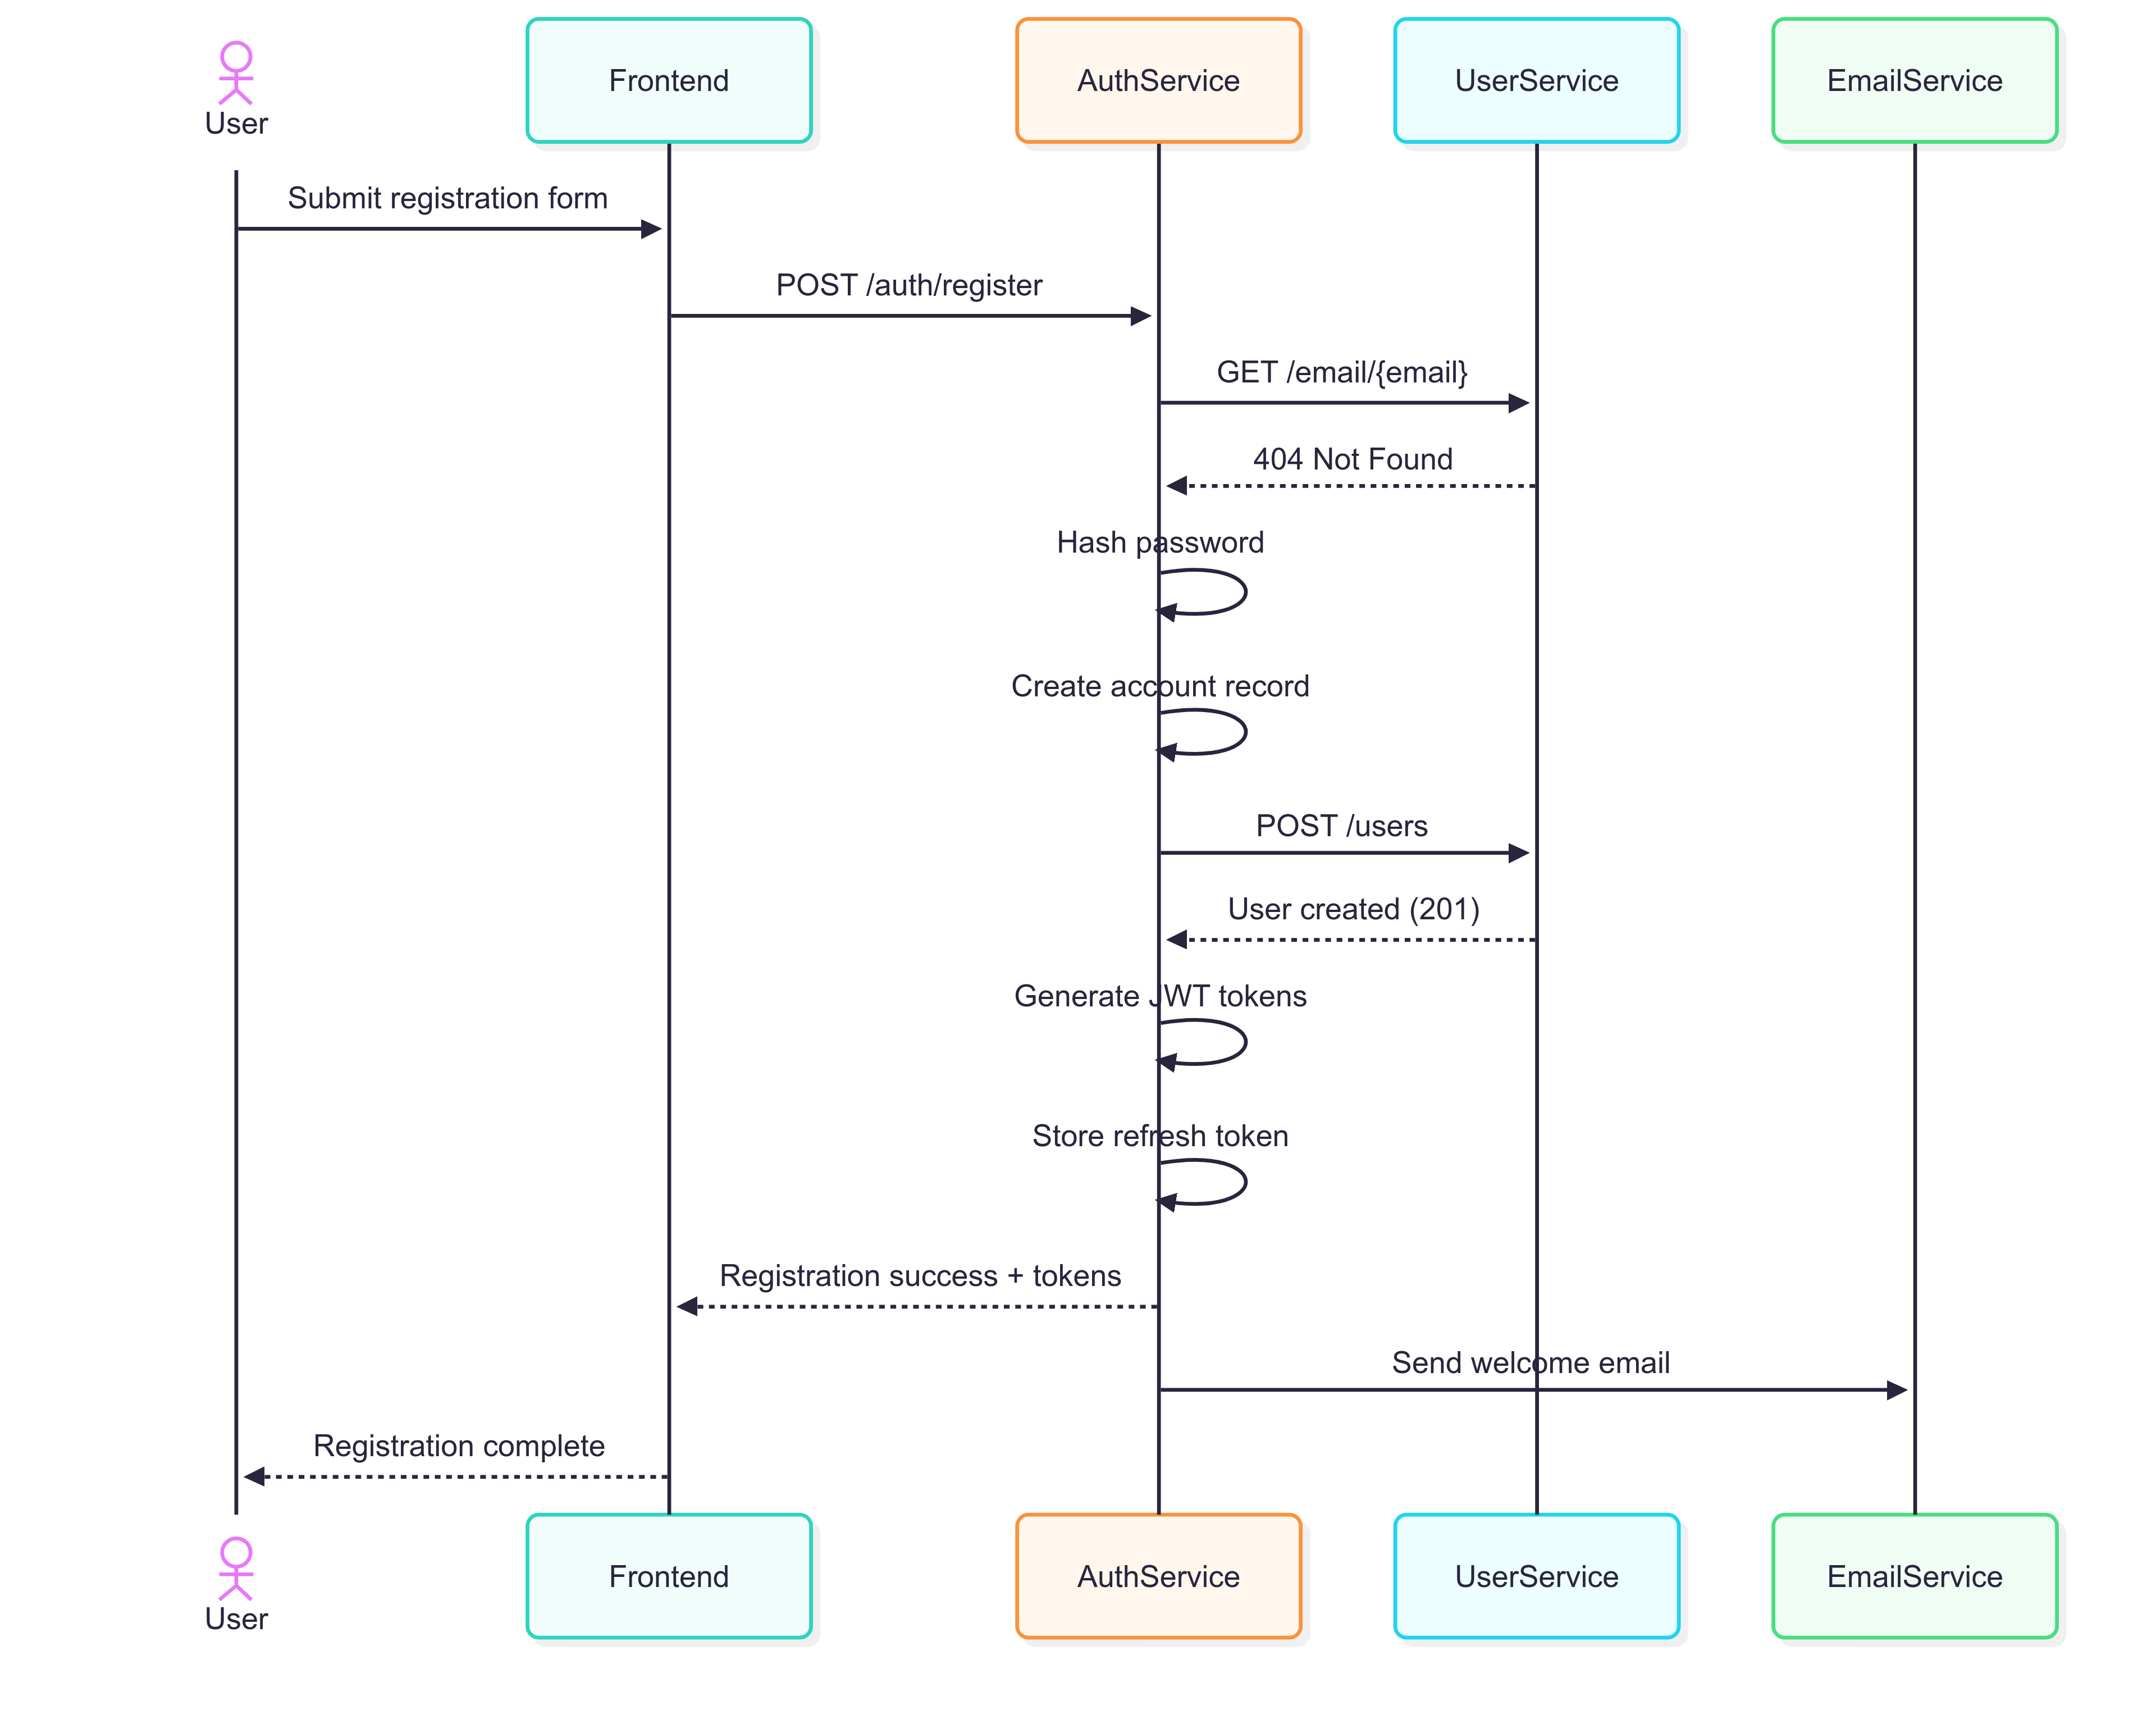 User
Frontend
AuthService
UserService
EmailService
Submit registration form
POST /auth/register
GET /email/{email}
404 Not Found
Hash password
Create account record
POST /users
User created (201)
Generate JWT tokens
Store refresh token
Registration success + tokens
Send welcome email
Registration complete
User
Frontend
AuthService
UserService
EmailService